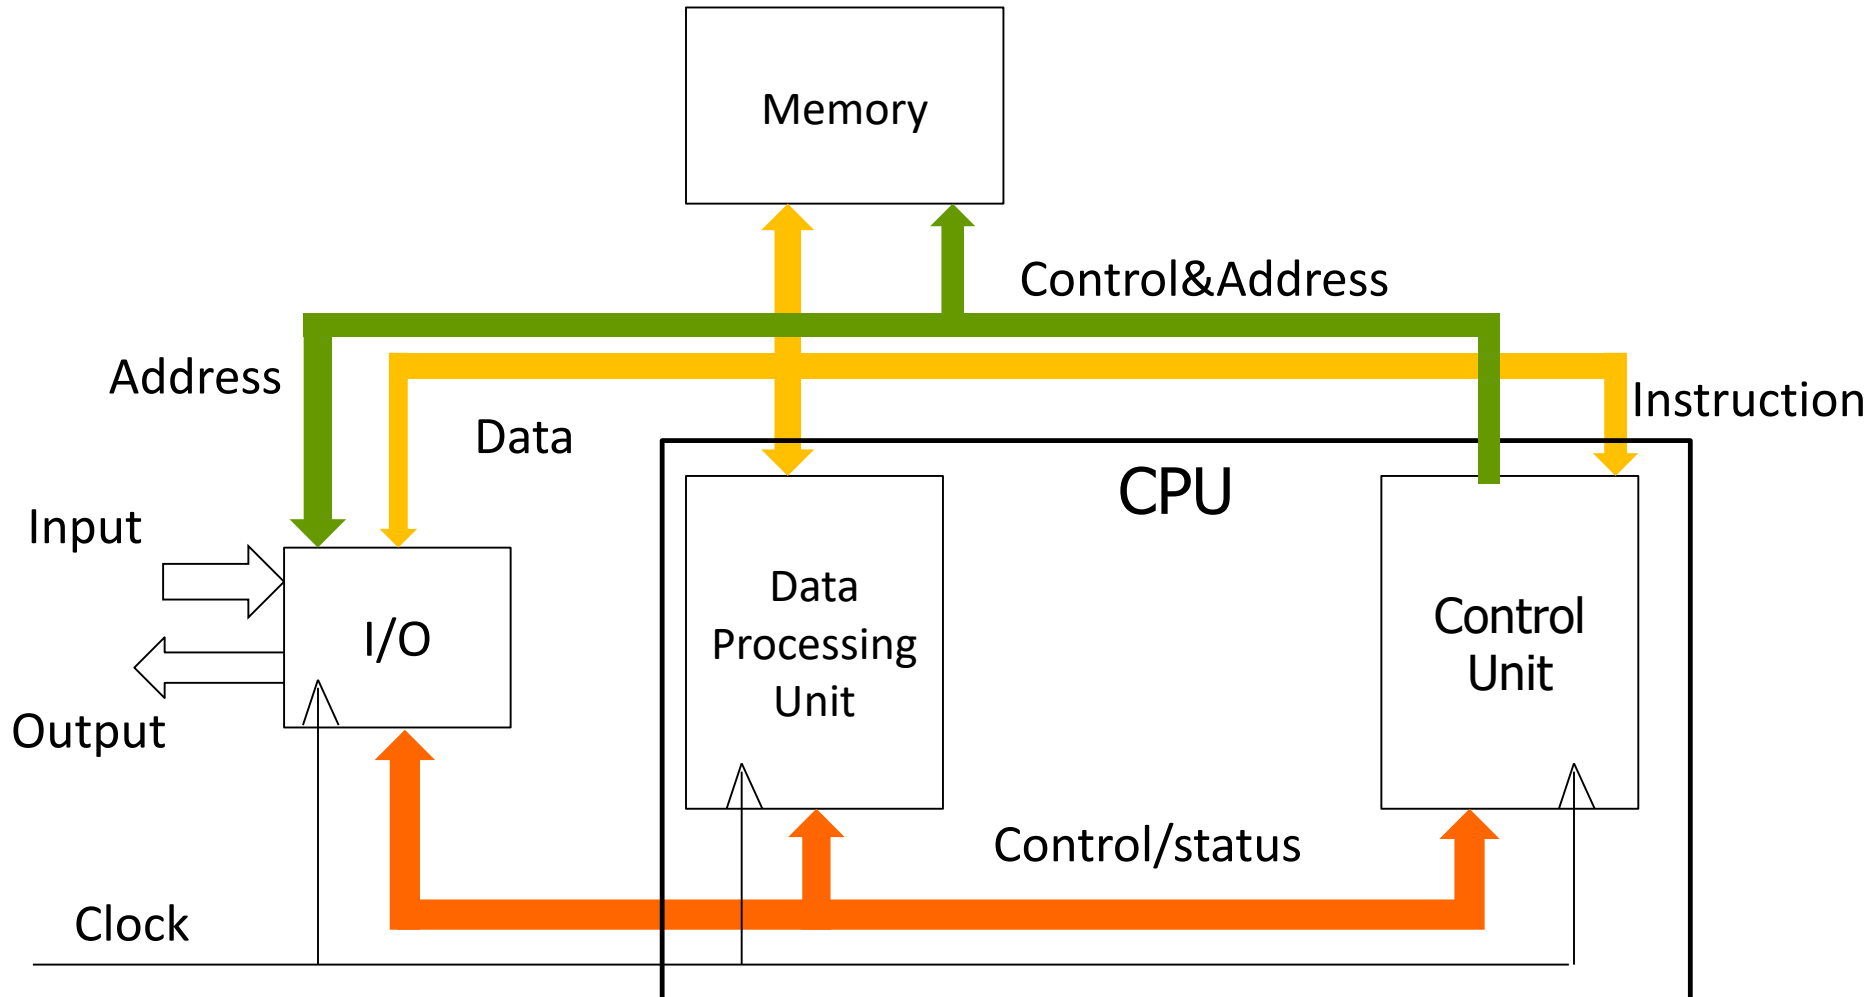 Memory
Control&Address
Address
Instruction
Data
CPU
Input
I/O
Data
Processing
Unit
Control
Unit
Output
Control/status
Clock